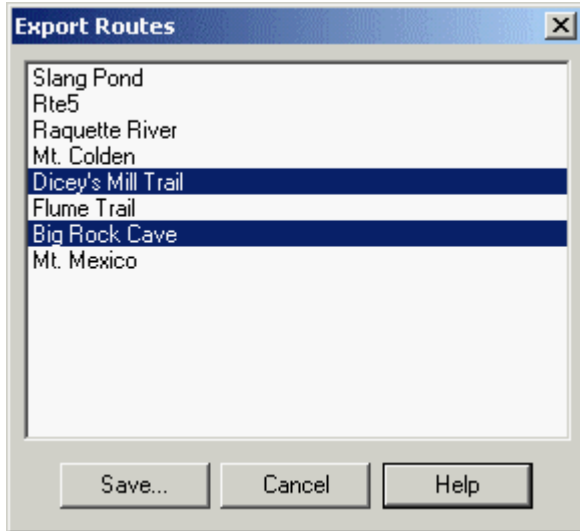 Export Routes
Slang Pond
Rte5
Raquette River
Mt. Colden
Dicey's Mill Trail
Flume Trail
Big Rock Cave
Mt. Mexico
Save... Cancel Help